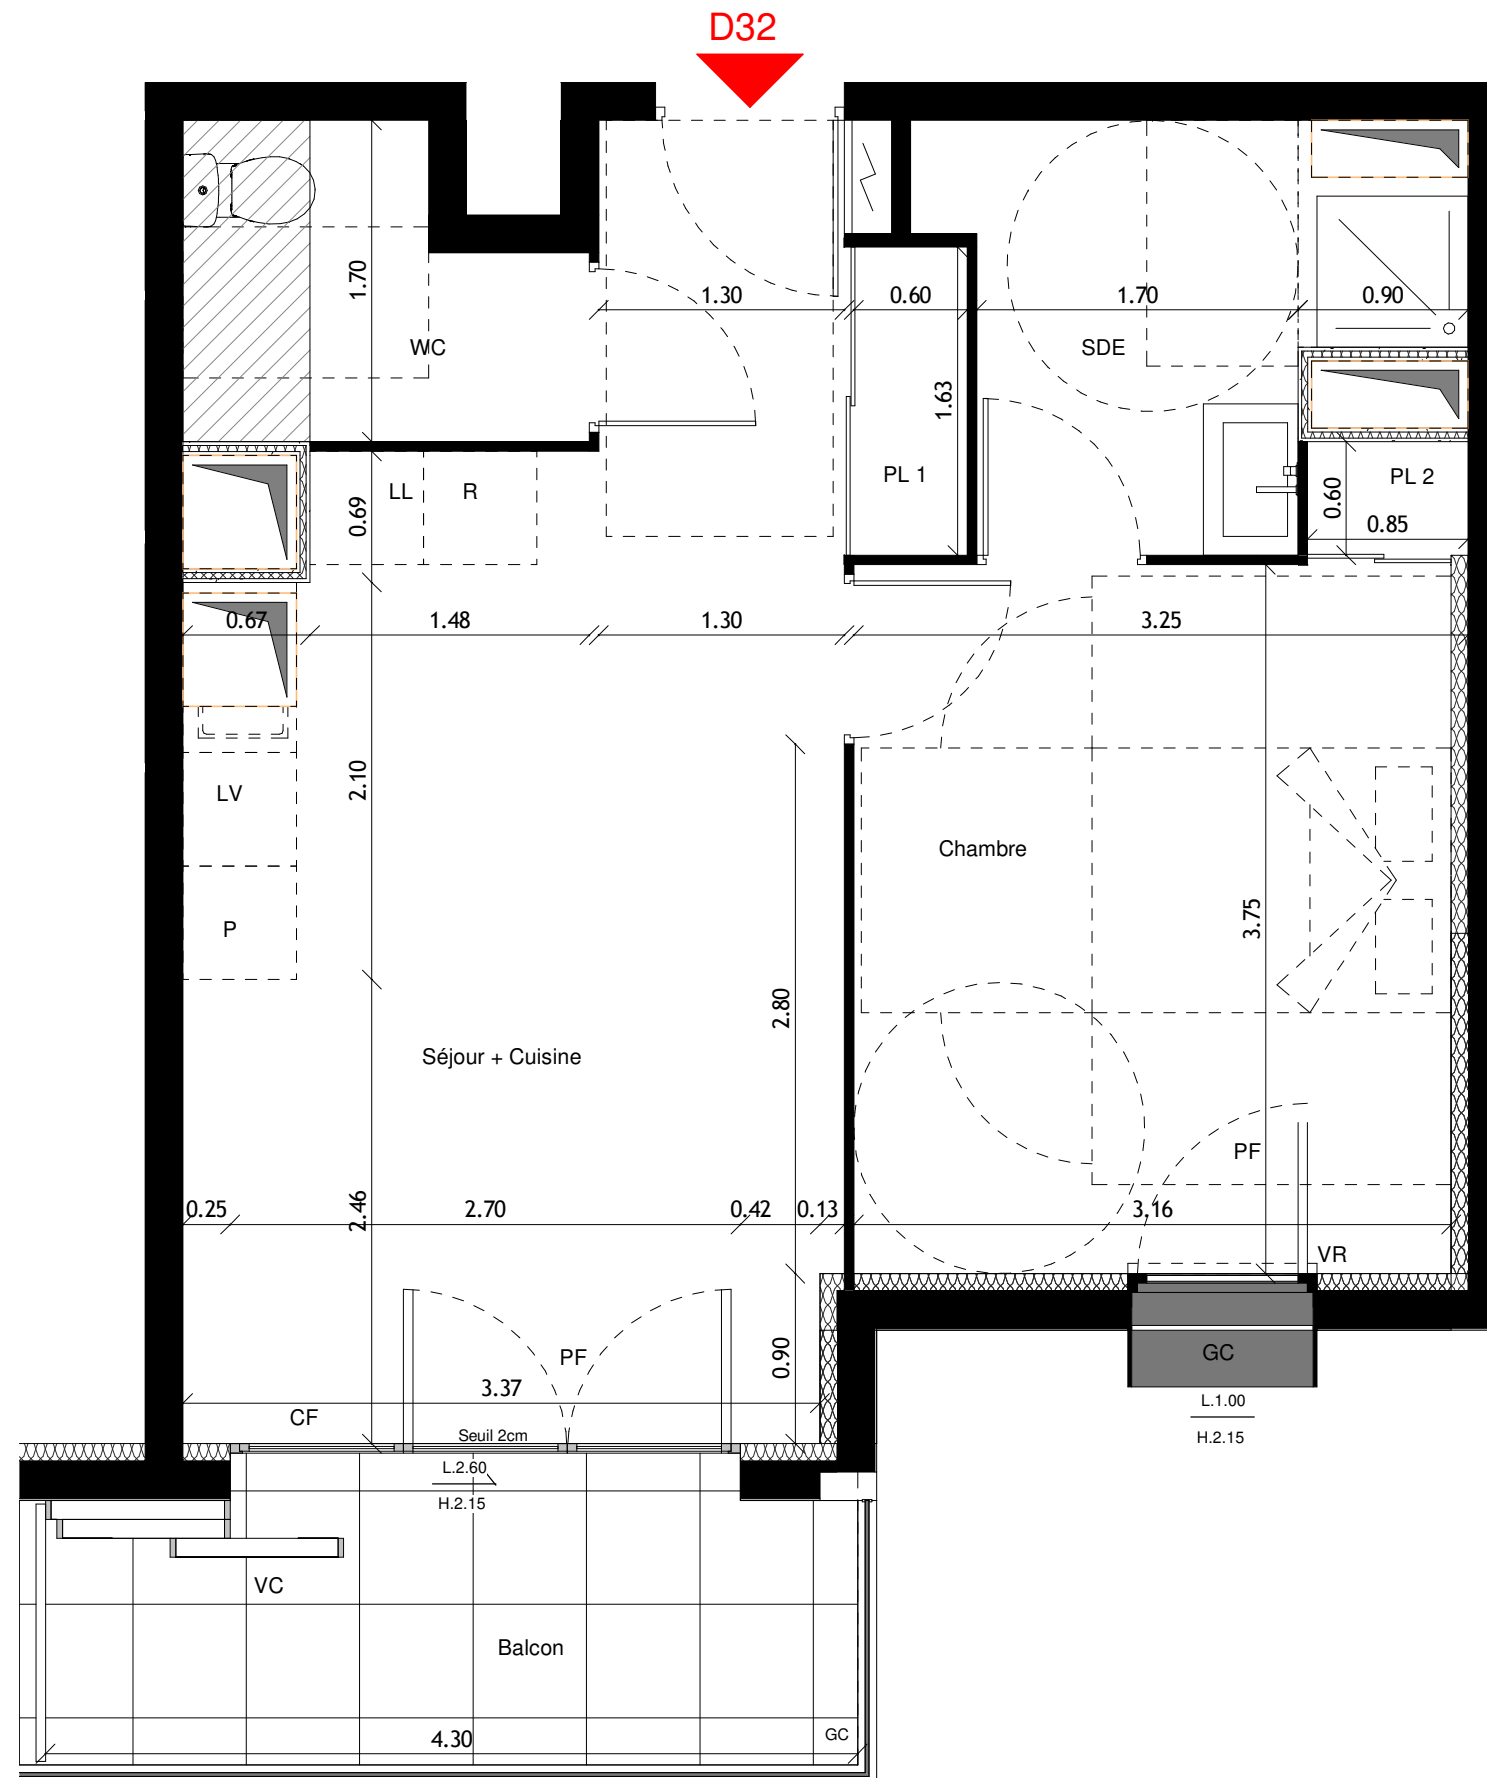 D32
1.70
1.30
0.60
1.70
0.90
WC
SDE
1.63
PL 1
PL 2
LL
R
0.69
0.60
0.85
0.67
1.48
1.30
3.25
LV
2.10
Chambre
P
3.75
2.80
Séjour + Cuisine
PF
0.25
2.46
2.70
0.42
0.13
3.16
VR
PF
0.90
GC
3.37
CF
L.1.00
H.2.15
Seuil 2cm
L.2.60
H.2.15
VC
Balcon
4.30
GC